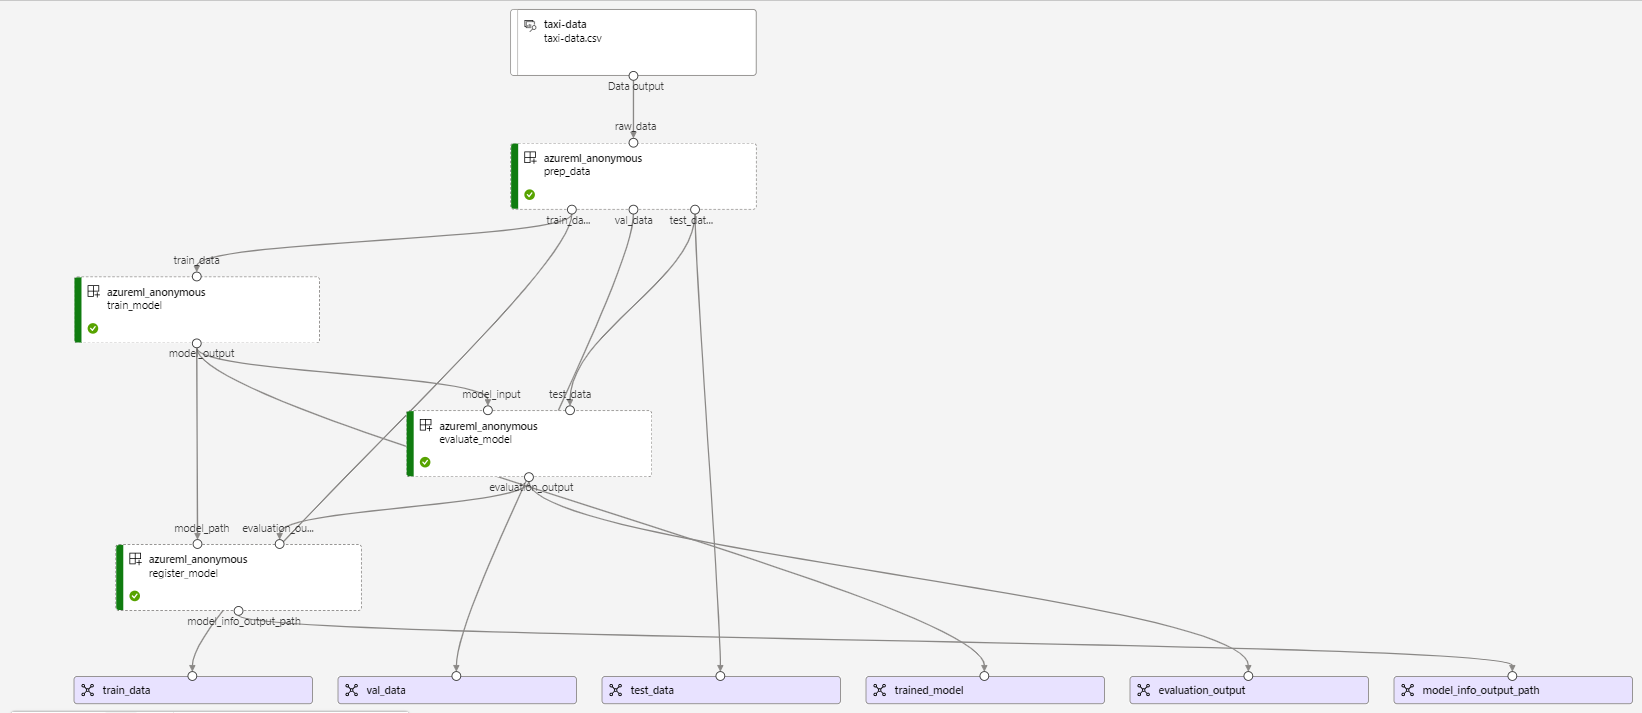 taxi-data
taxi-data.csv
Data output
raw_data
azureml_anonymous
prep_data
train_da...
val_data
test_dat...
train_data
azureml_anonymous
train_model
model_output
model_input
test_data
azureml_anonymous
evaluate_model
evaluation_output
model_path
evaluation_ou...
azureml_anonymous
register_model
model_info_output_path
train_data
val_data
test_data
trained_model
evaluation_output
model_info_output_path